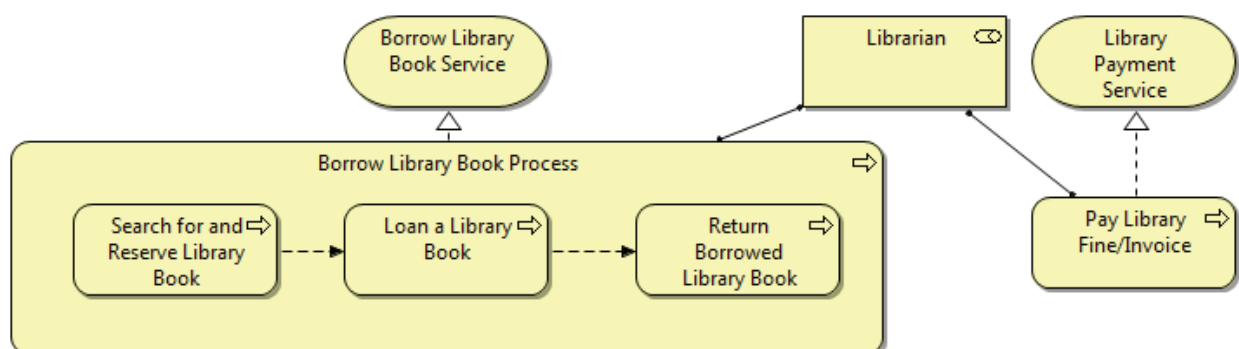 Borrow Library
Book Service
Librarian
Library
Payment
Service
Borrow Library Book Process
Search for and
Reserve Library
Book
Loan a Library
Book
Return
Borrowed
Library Book
Pay Library
Fine/Invoice